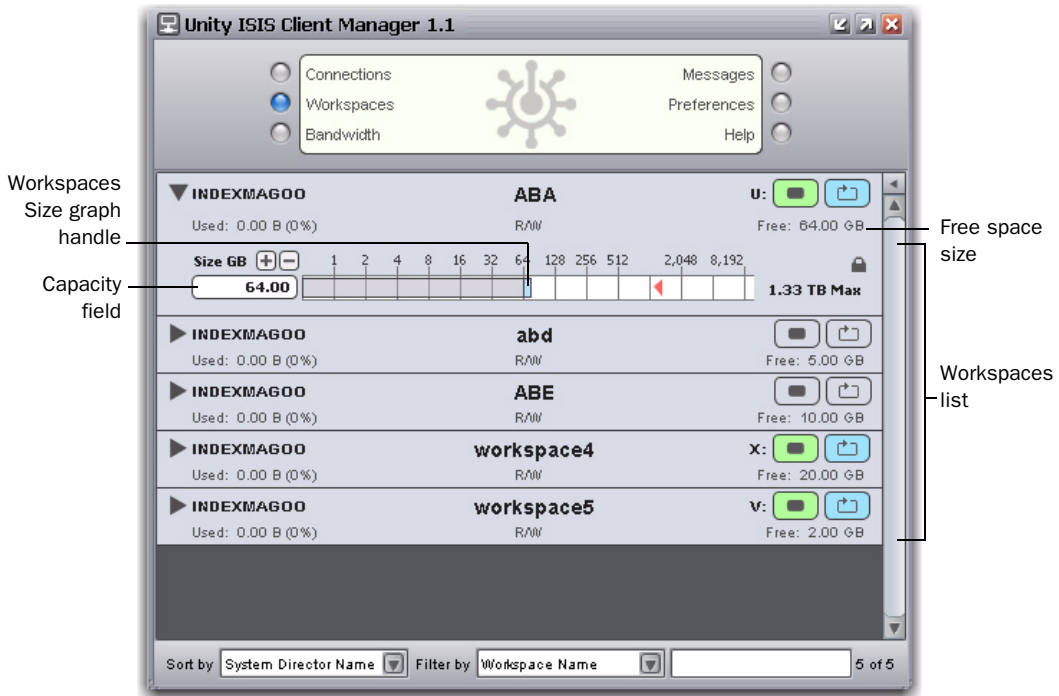 Unity ISIS Client Manager 1.1
Connections
Messages
Workspaces
Preferences
Bandwidth
Help
Workspaces
Size graph
handle
INDEXMAGOO ABA U:
Used: 0.00 B (0%) R/W Free: 64.00 GB
Free space
size
Size GB + − 1 2 4 8 16 32 64 128 256 512 2,048 8,192
Capacity
field
64.00 1.33 TB Max
INDEXMAGOO abd
Used: 0.00 B (0%) R/W Free: 5.00 GB
INDEXMAGOO ABE
Used: 0.00 B (0%) R/W Free: 10.00 GB
Workspaces
list
INDEXMAGOO workspace4 X:
Used: 0.00 B (0%) R/W Free: 20.00 GB
INDEXMAGOO workspace5 V:
Used: 0.00 B (0%) R/W Free: 2.00 GB
Sort by System Director Name Filter by Workspace Name 5 of 5